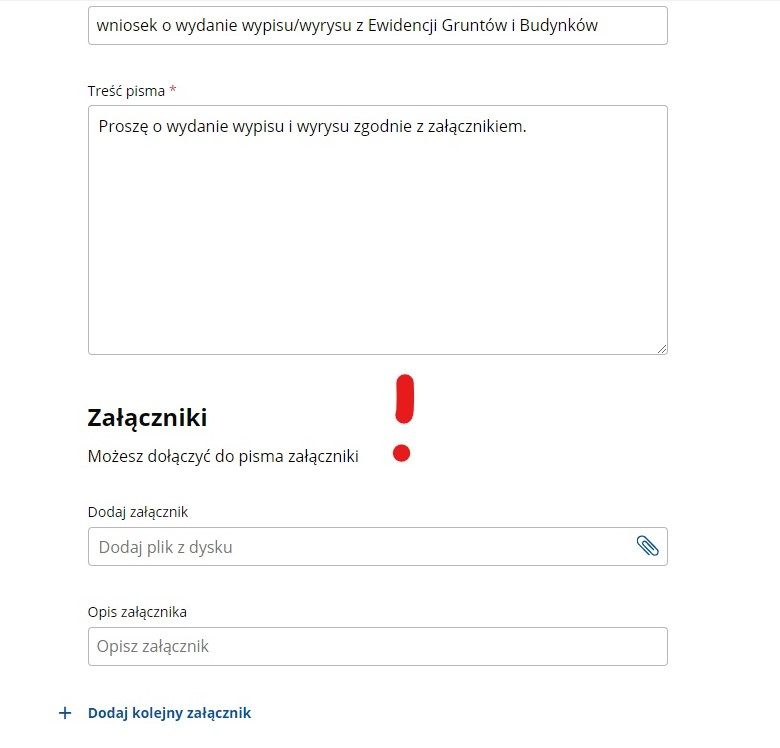 wniosek o wydanie wypisu/wyrysu z Ewidencji Gruntów i Budynków
Treść pisma *
Proszę o wydanie wypisu i wyrysu zgodnie z załącznikiem.
Załączniki
!
Możesz dołączyć do pisma załączniki
Dodaj załącznik
Dodaj plik z dysku
Opis załącznika
Opisz załącznik
+ Dodaj kolejny załącznik